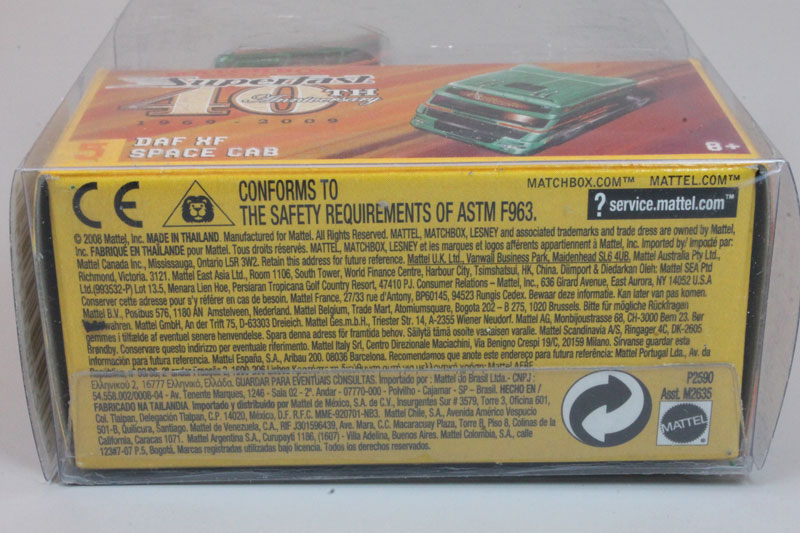 Superfast
40TH
Anniversary
1969-2009
5 DAF XF
SPACE CAB
8+
CE
CONFORMS TO
THE SAFETY REQUIREMENTS OF ASTM F963.
MATCHBOX.COM™ MATTEL.COM™
? service.mattel.com™
© 2008 Mattel, Inc. MADE IN THAILAND. Manufactured for Mattel. All Rights Reserved. MATTEL, MATCHBOX, LESNEY and associated trademarks and trade dress are owned by Mattel,
Inc. FABRIQUÉ EN THAÏLANDE pour Mattel. Tous droits réservés. MATTEL, MATCHBOX, LESNEY et les marques et logos afférents appartiennent à Mattel, Inc. Imported by/ Importé par:
Mattel Canada Inc., Mississauga, Ontario L5R 3W2. Retain this address for future reference. Mattel U.K. Ltd., Vanwall Business Park, Maidenhead SL6 4UB. Mattel Australia Pty Ltd.,
Richmond, Victoria. 3121. Mattel East Asia Ltd., Room 1106, South Tower, World Finance Centre, Harbour City, Tsimshatsui, HK, China. Diimport & Diedarkan Oleh: Mattel SEA Ptd
Ltd.(993532-P) Lot 13.5, Menara Lien Hoe, Persiaran Tropicana Golf Country Resort, 47410 PJ. Consumer Relations – Mattel, Inc., 636 Girard Avenue, East Aurora, NY 14052 U.S.A
Conservez cette adresse pour s'y référer en cas de besoin. Mattel France, 27/33 rue d'Antony, BP60145, 94523 Rungis Cedex. Bewaar deze informatie. Kan later van pas komen.
Mattel B.V., Postbus 576, 1180 AN Amstelveen, Nederland. Mattel Belgium, Trade Mart, Atomiumsquare, Bogota 202 – B 275, 1020 Brussels. Bitte für mögliche Rückfragen
wahren. Mattel GmbH, An der Trift 75, D-63303 Dreieich. Mattel Ges.m.b.H., Triester Str. 14, A-2355 Wiener Neudorf. Mattel AG, Monbijoustrasse 68, CH-3000 Bern 23. Bør
gemmes i tilfælde af eventuel senere henvendelse. Spara denna adress för framtida behov. Säilytä tämä osoite vastaisen varalle. Mattel Scandinavia A/S, Ringager 4C, DK-2605
Brøndby. Conservare questo indirizzo per eventuale riferimento. Mattel Italy Srl, Centro Direzionale Maciachini, Via Benigno Crespi 19/C, 20159 Milano. Sirvanse guardar esta
información para futura referencia. Mattel España, S.A., Aribau 200. 08036 Barcelona. Recomendamos que anote este endereço para futura referência: Mattel Portugal Lda., Av. da
Ελληνικού 2, 16777 Ελληνικό, Ελλάδα. GUARDAR PARA EVENTUAIS CONSULTAS. Importado por : Mattel do Brasil Ltda.- CNPJ :
54.558.002/0008-04 - Av. Tenente Marques, 1246 - Sala 02 - 2º. Andar - 07770-000 - Polvilho - Cajamar - SP – Brasil. HECHO EN /
FABRICADO NA TAILANDIA. Importado y distribuido por Mattel de México, S.A. de C.V., Insurgentes Sur # 3579, Torre 3, Oficina 601,
Col. Tlalpan, Delegación Tlalpan, C.P. 14020, México, D.F. R.F.C. MME-920701-NB3. Mattel Chile, S.A., Avenida Américo Vespucio
501-B, Quilicura, Santiago. Mattel de Venezuela, C.A., RIF J301596439, Ave. Mara, C.C. Macaracuay Plaza, Torre B, Piso 8, Colinas de la
California, Caracas 1071. Mattel Argentina S.A., Curupaytí 1186, (1607) - Villa Adelina, Buenos Aires. Mattel Colombia, S.A., calle
123#7-07 P.5, Bogotá. Marcas registradas utilizadas bajo licencia. Todos los derechos reservados.
P2590
Asst. M2635
MATTEL